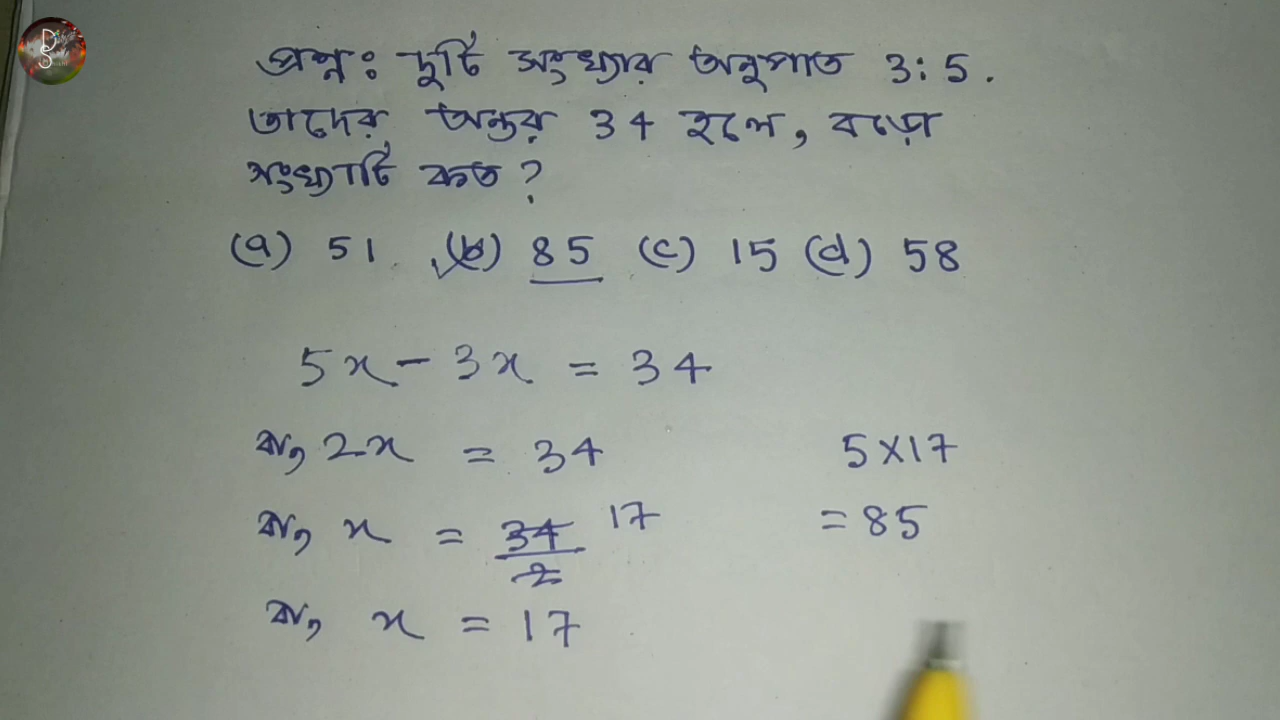 প্রশ্নঃ দুটি সংখ্যার অনুপাত 3:5.
তাদের অন্তর 34 হলে, বড়ো
সংখ্যাটি কত?
(a) 51 (b) 85 (c) 15 (d) 58
5x - 3x = 34
বা, 2x = 34
বা, x = 34/2 17
বা, x = 17
5×17
= 85